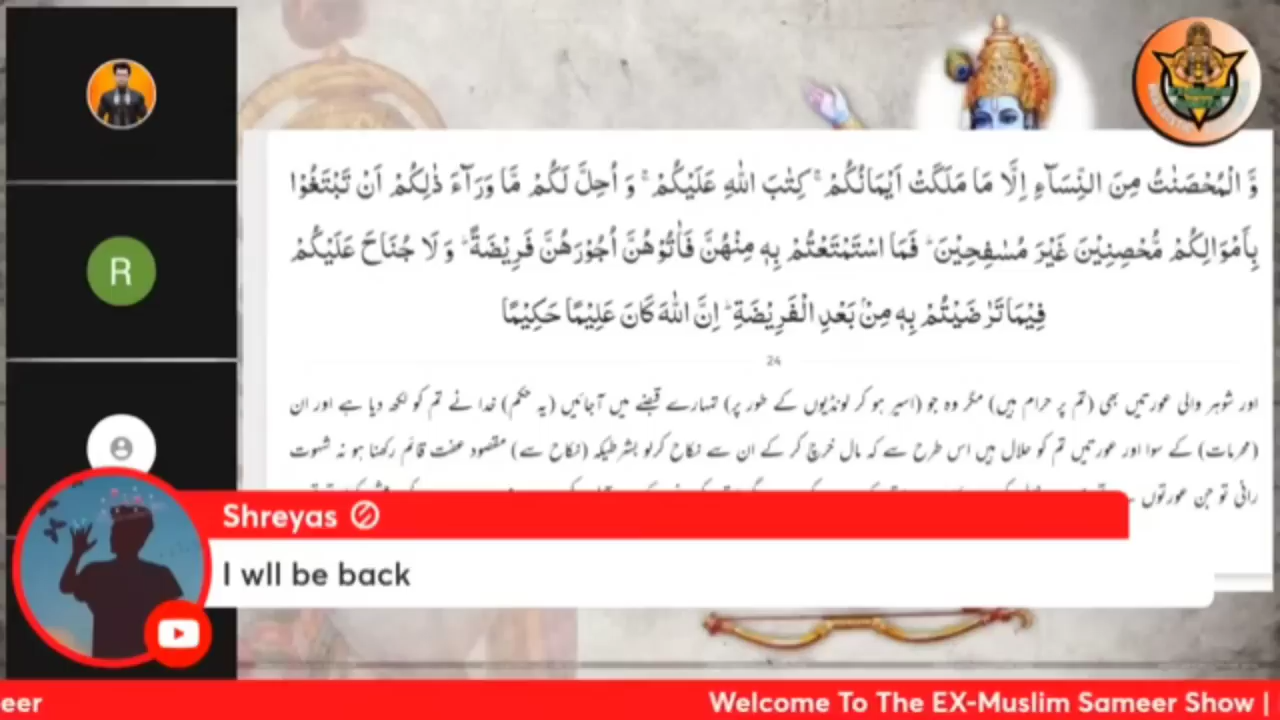 وَّ الْمُحْصَنٰتُ مِنَ النِّسَآءِ اِلَّا مَا مَلَكَتْ اَیْمَانُكُمْ ۚ كِتٰبَ اللّٰهِ عَلَیْكُمْ ۚ وَ اُحِلَّ لَكُمْ مَّا وَرَآءَ ذٰلِكُمْ اَنْ تَبْتَغُوْا
بِاَمْوَالِكُمْ مُّحْصِنِیْنَ غَیْرَ مُسٰفِحِیْنَ ؕ فَمَا اسْتَمْتَعْتُمْ بِهٖ مِنْهُنَّ فَاٰتُوْهُنَّ اُجُوْرَهُنَّ فَرِیْضَةً ؕ وَ لَا جُنَاحَ عَلَیْكُمْ
فِیْمَا تَرٰضَیْتُمْ بِهٖ مِنْۢ بَعْدِ الْفَرِیْضَةِ ؕ اِنَّ اللّٰهَ كَانَ عَلِیْمًا حَكِیْمًا
24
اور شوہر والی عورتیں بھی (تم پر حرام ہیں) مگر وہ جو (اسیر ہو کر لونڈیوں کے طور پر) تمہارے قبضے میں آجائیں (یہ حکم) خدا نے تم کو لکھ دیا ہے اور ان
(محرمات) کے سوا اور عورتیں تم کو حلال ہیں اس طرح سے کہ مال خرچ کر کے ان سے نکاح کرلو بشرطیکہ (نکاح سے) مقصود عفت قائم رکھنا ہو نہ شہوت
رانی تو جن عورتوں
R
Shreyas
I wll be back
eer
Welcome To The EX-Muslim Sameer Show |